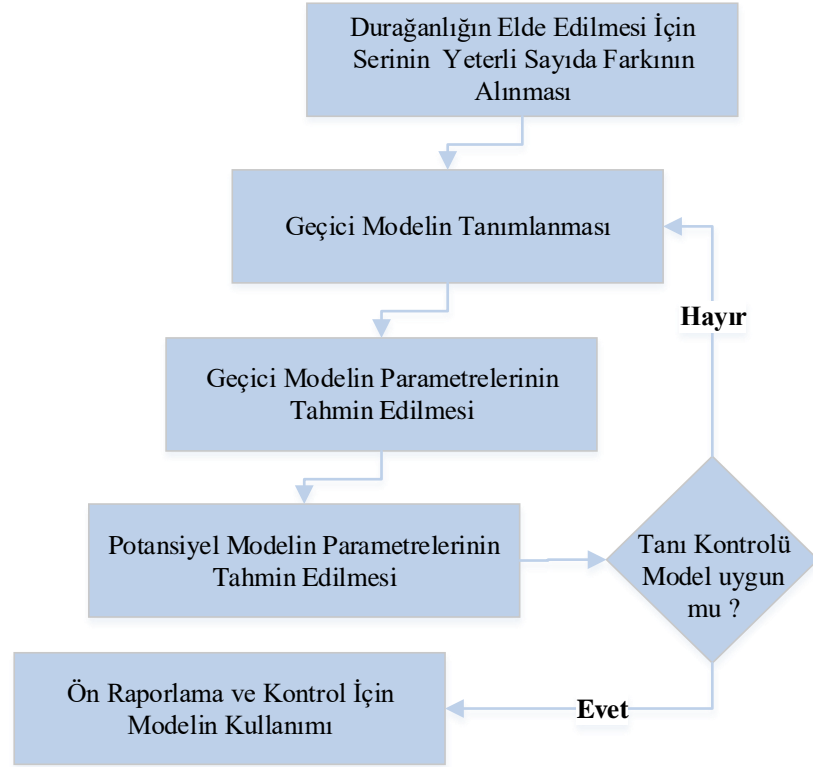 Durağanlığın Elde Edilmesi İçin
Serinin Yeterli Sayıda Farkının
Alınması
Geçici Modelin Tanımlanması
Hayır
Geçici Modelin Parametrelerinin
Tahmin Edilmesi
Potansiyel Modelin Parametrelerinin
Tahmin Edilmesi
Tanı Kontrolü
Model uygun
mu ?
Ön Raporlama ve Kontrol İçin
Modelin Kullanımı
Evet